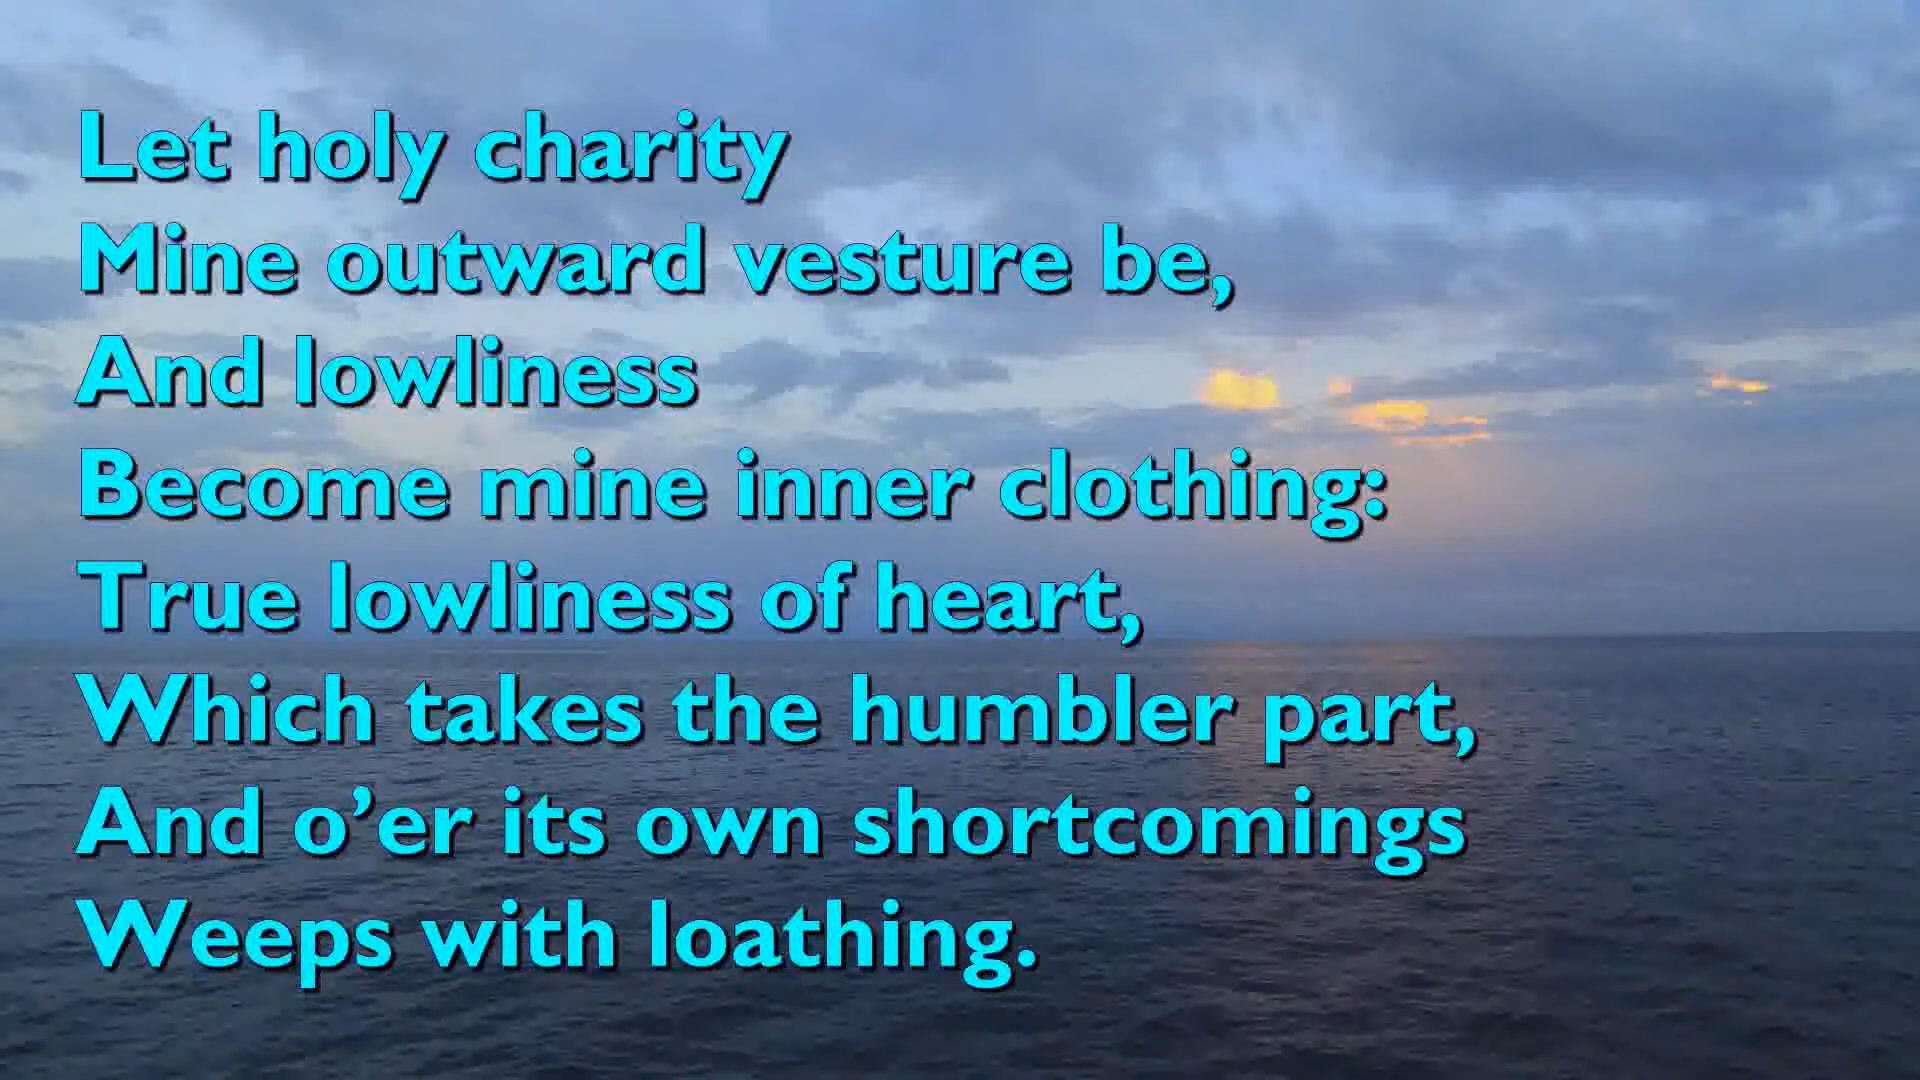 Let holy charity
Mine outward vesture be,
And lowliness
Become mine inner clothing:
True lowliness of heart,
Which takes the humbler part,
And o’er its own shortcomings
Weeps with loathing.